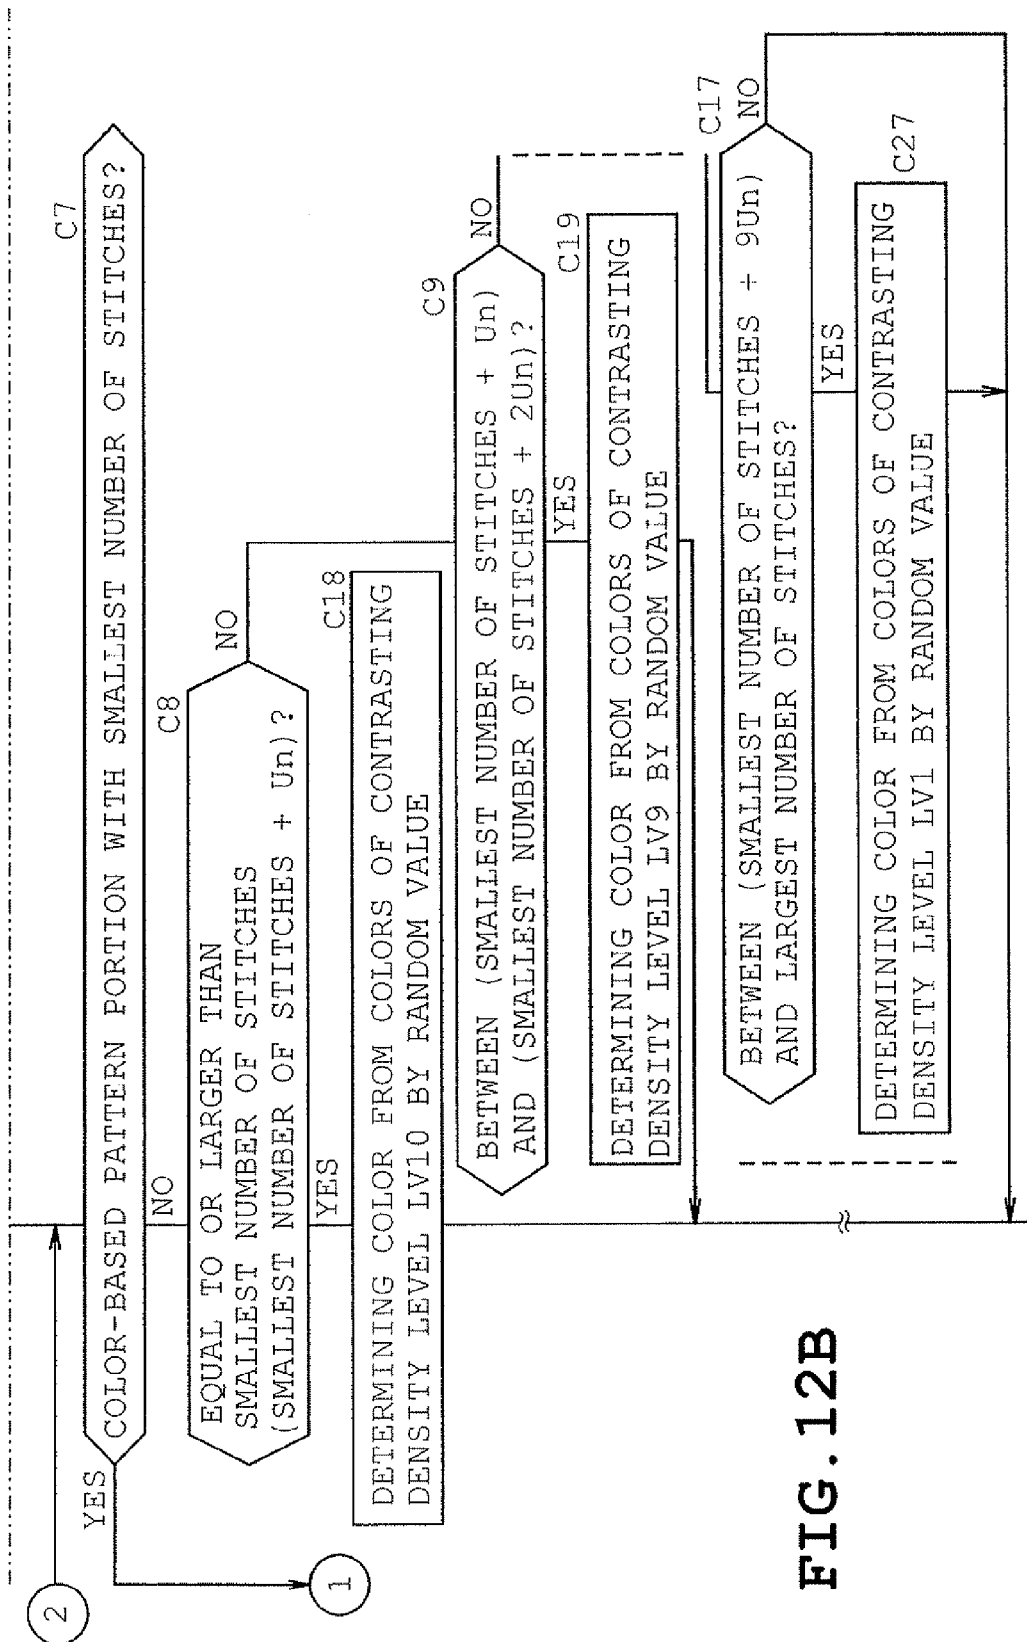 2
C7
COLOR-BASED PATTERN PORTION WITH SMALLEST NUMBER OF STITCHES?
YES
1
NO
C8
EQUAL TO OR LARGER THAN
SMALLEST NUMBER OF STITCHES
(SMALLEST NUMBER OF STITCHES + Un)?
NO
YES
C18
DETERMINING COLOR FROM COLORS OF CONTRASTING
DENSITY LEVEL LV10 BY RANDOM VALUE
C9
BETWEEN (SMALLEST NUMBER OF STITCHES + Un)
AND (SMALLEST NUMBER OF STITCHES + 2Un)?
NO
YES
C19
DETERMINING COLOR FROM COLORS OF CONTRASTING
DENSITY LEVEL LV9 BY RANDOM VALUE
C17
BETWEEN (SMALLEST NUMBER OF STITCHES + 9Un)
AND LARGEST NUMBER OF STITCHES?
NO
YES
C27
DETERMINING COLOR FROM COLORS OF CONTRASTING
DENSITY LEVEL LV1 BY RANDOM VALUE
FIG.12B